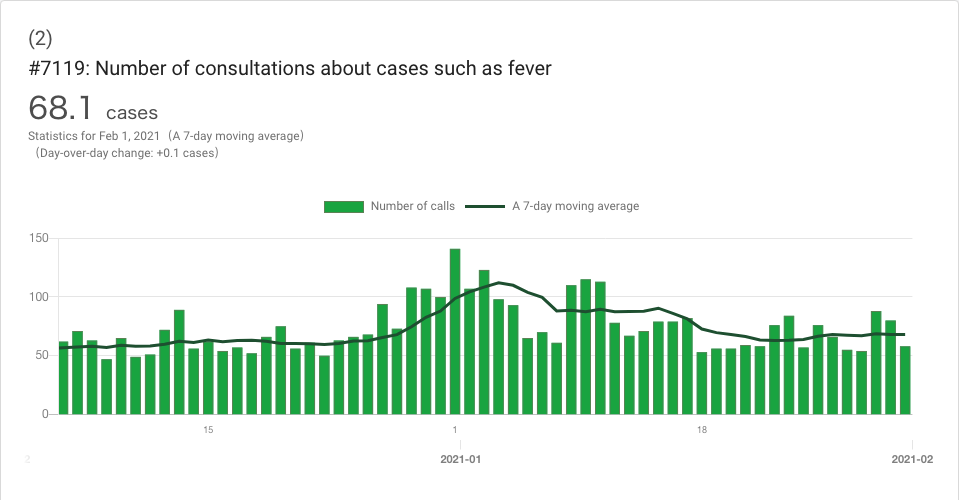 (2)
#7119: Number of consultations about cases such as fever
68.1 cases
Statistics for Feb 1, 2021 (A 7-day moving average)
(Day-over-day change: +0.1 cases)
Number of calls A 7-day moving average
150
100
50
0
15 1 18
2021-01 2021-02